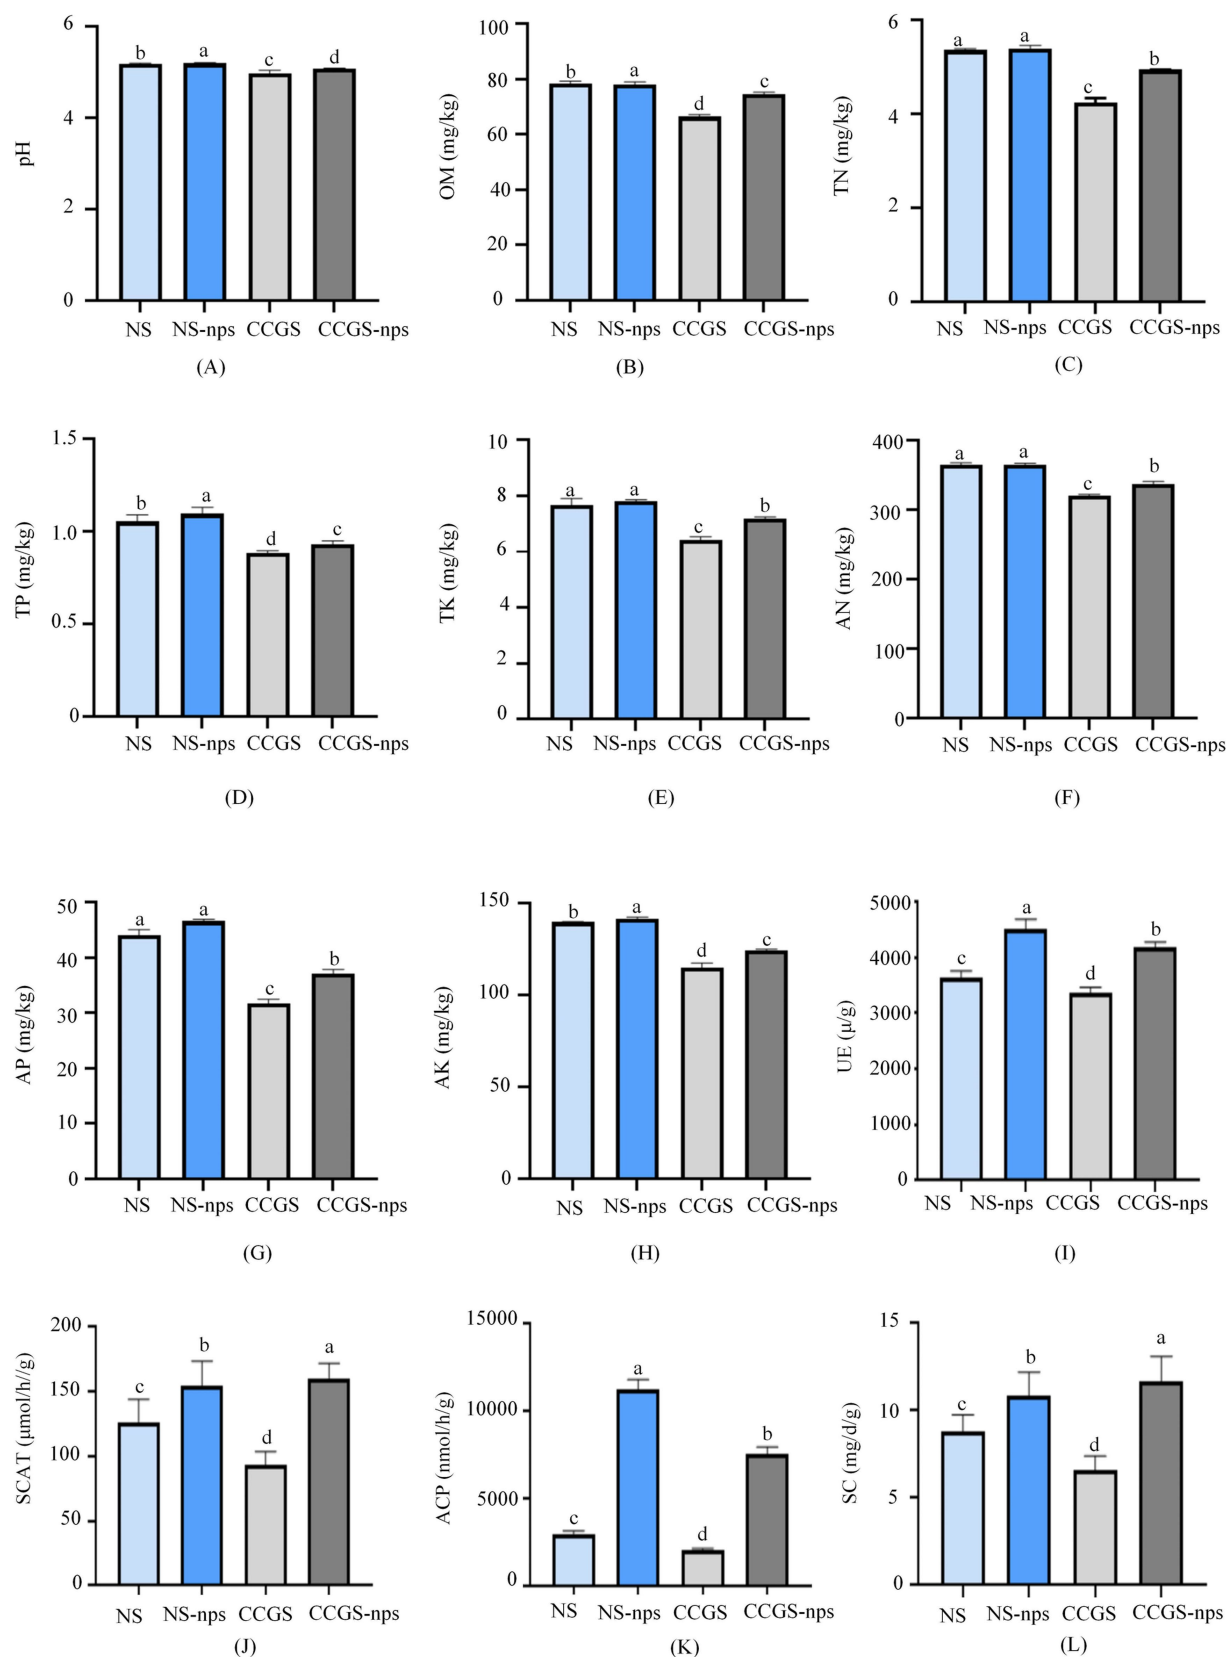 6
4
2
0
pH
b
a
c
d
NS
NS-nps
CCGS
CCGS-nps
(A)
100
80
60
40
20
0
OM (mg/kg)
b
a
d
c
NS
NS-nps
CCGS
CCGS-nps
(B)
6
4
2
0
TN (mg/kg)
a
a
c
b
NS
NS-nps
CCGS
CCGS-nps
(C)
1.5
1.0
0.5
0
TP (mg/kg)
b
a
d
c
NS
NS-nps
CCGS
CCGS-nps
(D)
10
8
6
4
2
0
TK (mg/kg)
a
a
c
b
NS
NS-nps
CCGS
CCGS-nps
(E)
400
300
200
100
0
AN (mg/kg)
a
a
c
b
NS
NS-nps
CCGS
CCGS-nps
(F)
50
40
30
20
10
0
AP (mg/kg)
a
a
c
b
NS
NS-nps
CCGS
CCGS-nps
(G)
150
100
50
0
AK (mg/kg)
b
a
d
c
NS
NS-nps
CCGS
CCGS-nps
(H)
5000
4000
3000
2000
1000
0
UE (μ/g)
c
a
d
b
NS
NS-nps
CCGS
CCGS-nps
(I)
200
150
100
50
0
SCAT (μmol/h//g)
c
b
d
a
NS
NS-nps
CCGS
CCGS-nps
(J)
15000
10000
5000
0
ACP (nmol/h/g)
c
a
d
b
NS
NS-nps
CCGS
CCGS-nps
(K)
15
10
5
0
SC (mg/d/g)
c
b
d
a
NS
NS-nps
CCGS
CCGS-nps
(L)